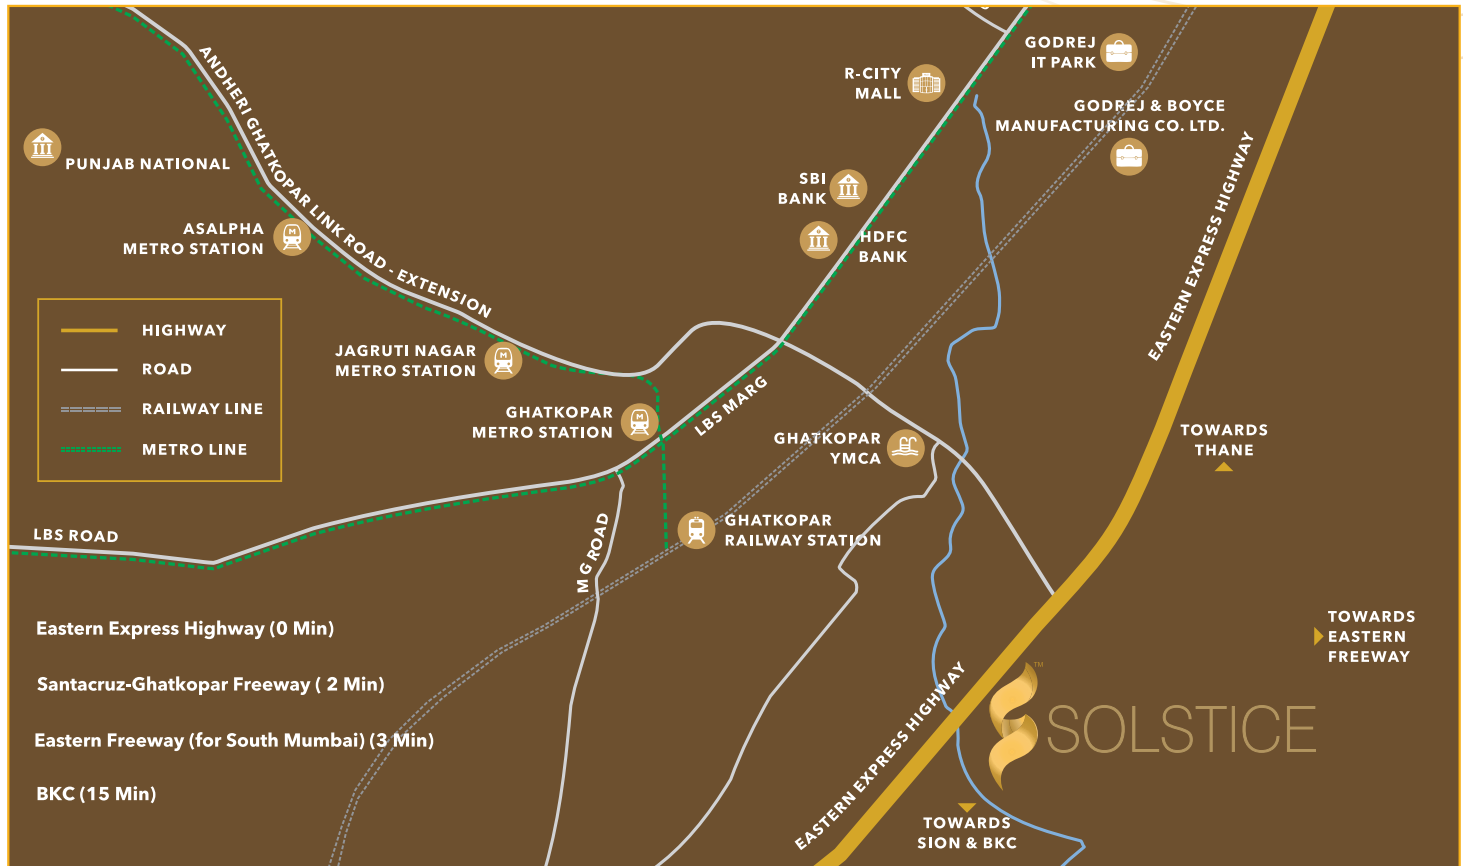 GODREJ
IT PARK
R-CITY
MALL
GODREJ & BOYCE
MANUFACTURING CO. LTD.
ANDHERI GHATKOPAR LINK ROAD - EXTENSION
PUNJAB NATIONAL
SBI
BANK
HDFC
BANK
ASALPHA
METRO STATION
EASTERN EXPRESS HIGHWAY
HIGHWAY
ROAD
RAILWAY LINE
METRO LINE
JAGRUTI NAGAR
METRO STATION
LBS MARG
GHATKOPAR
METRO STATION
GHATKOPAR
YMCA
TOWARDS
THANE
GHATKOPAR
RAILWAY STATION
LBS ROAD
M G ROAD
Eastern Express Highway (0 Min)
Santacruz-Ghatkopar Freeway ( 2 Min)
Eastern Freeway (for South Mumbai) (3 Min)
BKC (15 Min)
TOWARDS
EASTERN
FREEWAY
EASTERN EXPRESS HIGHWAY
TM
SOLSTICE
TOWARDS
SION & BKC